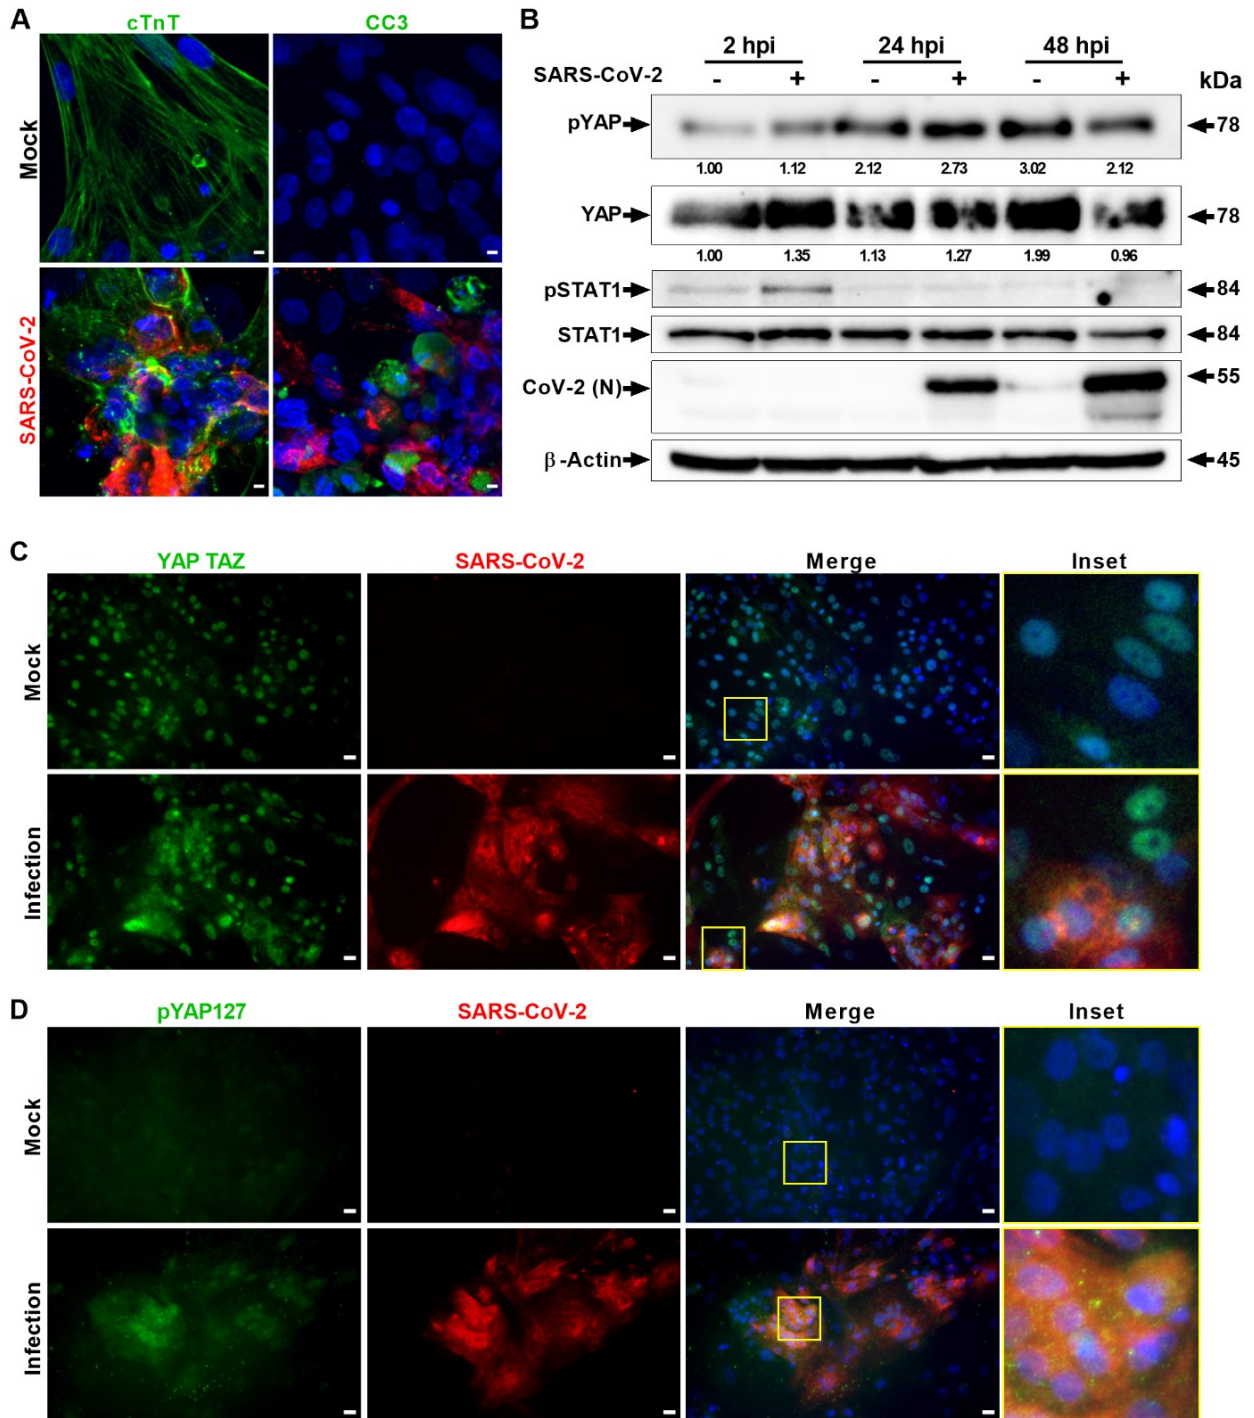 A
cTnT CC3
Mock
SARS-CoV-2
B
2 hpi 24 hpi 48 hpi
SARS-CoV-2 - + - + - + kDa
pYAP 78
1.00 1.12 2.12 2.73 3.02 2.12
YAP 78
1.00 1.35 1.13 1.27 1.99 0.96
pSTAT1 84
STAT1 84
CoV-2 (N) 55
β-Actin 45
C
YAP TAZ SARS-CoV-2 Merge Inset
Mock
Infection
D
pYAP127 SARS-CoV-2 Merge Inset
Mock
Infection